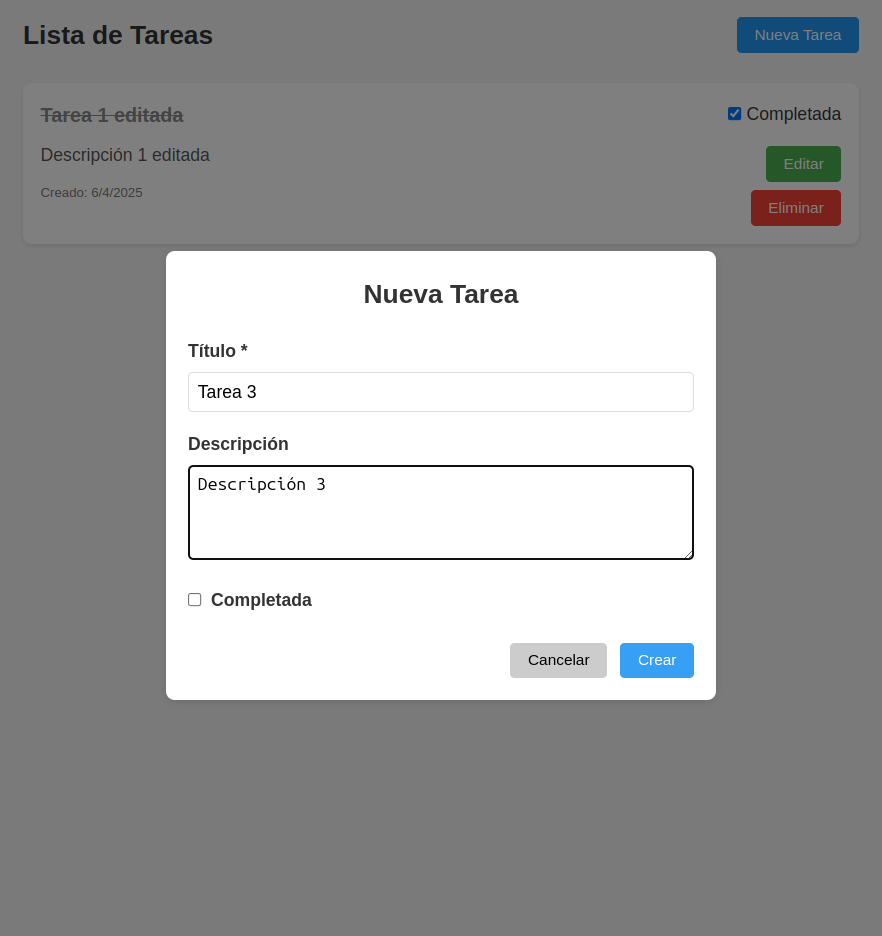 Lista de Tareas
Nueva Tarea
Tarea 1 editada
Completada
Descripción 1 editada
Editar
Creado: 6/4/2025
Eliminar
Nueva Tarea
Título *
Tarea 3
Descripción
Descripción 3
Completada
Cancelar
Crear